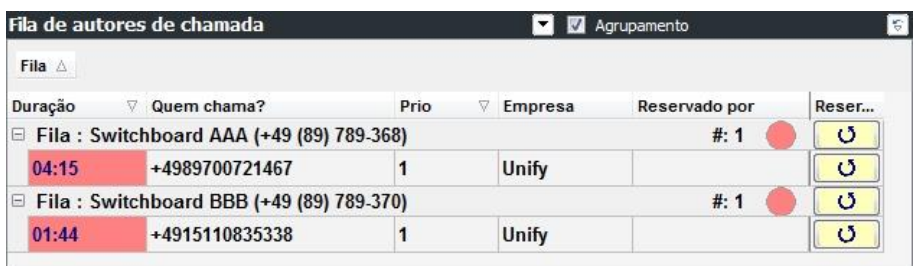 Fila de autores de chamada Agrupamento
Fila
Duração Quem chama? Prio Empresa Reservado por Reser...
Fila : Switchboard AAA (+49 (89) 789-368) #: 1
04:15 +4989700721467 1 Unify
Fila : Switchboard BBB (+49 (89) 789-370) #: 1
01:44 +4915110835338 1 Unify